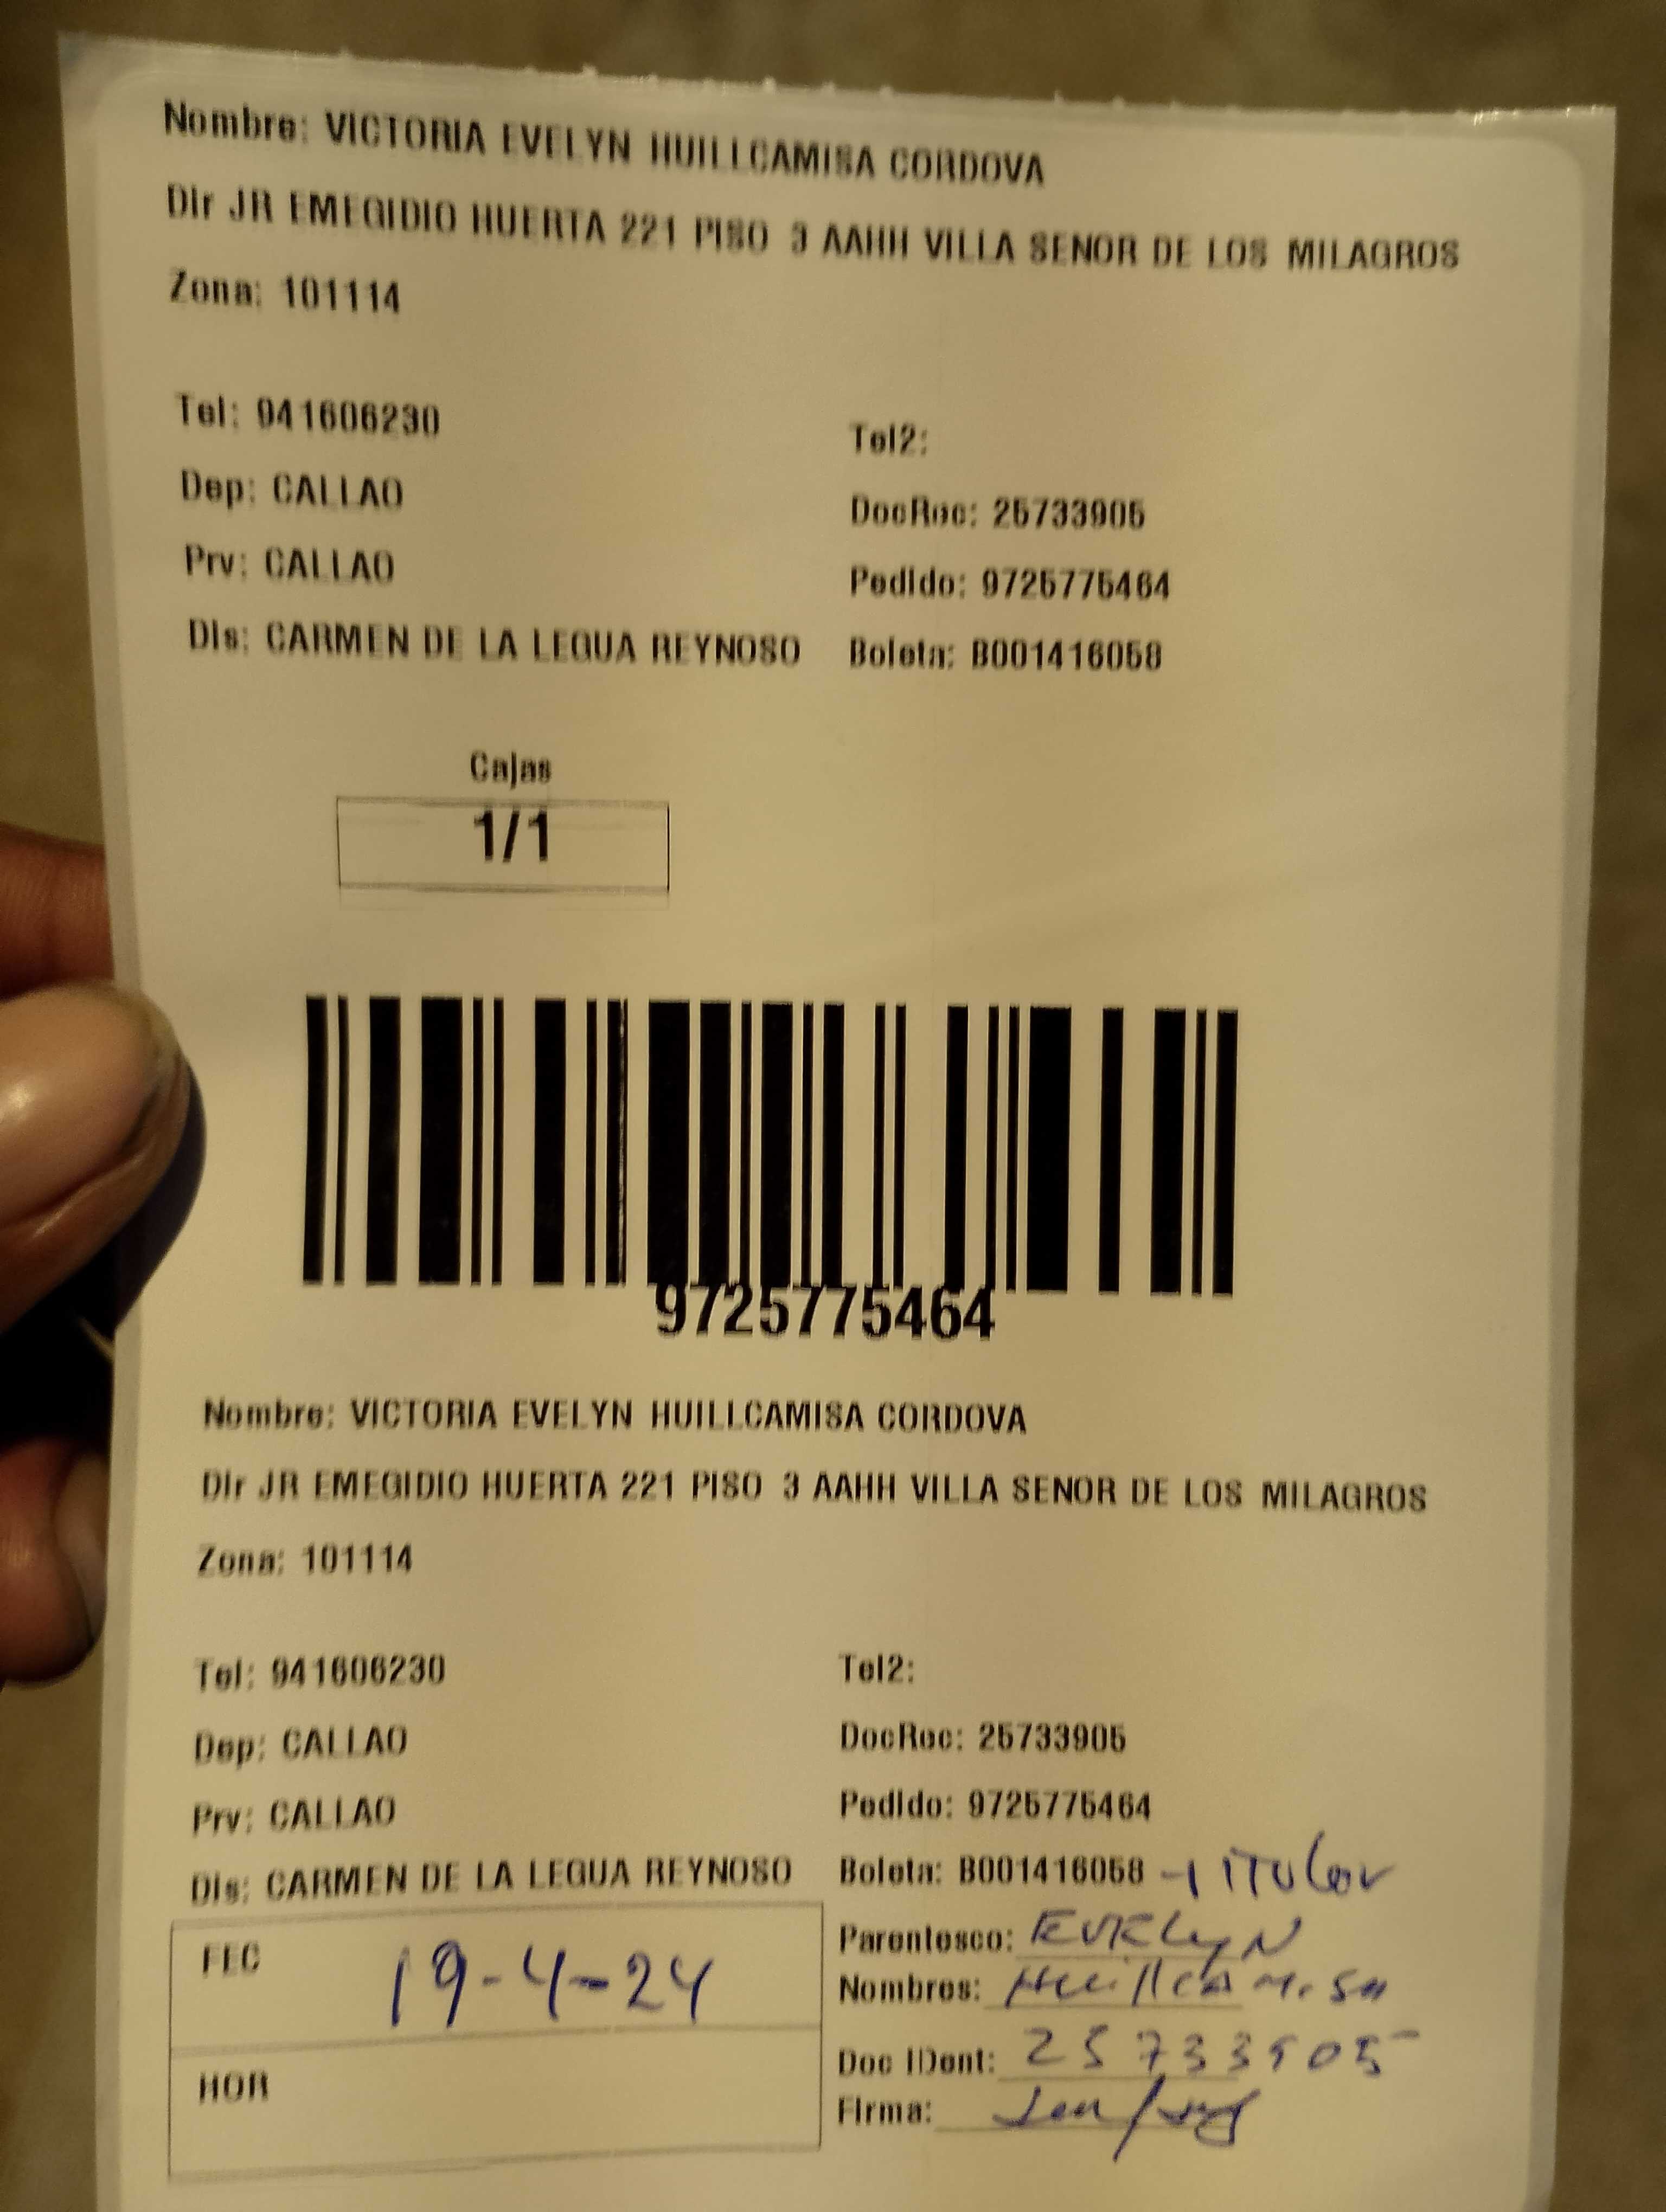 Nombre: VICTORIA EVELYN HUILLCAMISA CORDOVA
Dir JR EMEGIDIO HUERTA 221 PISO 3 AAHH VILLA SENOR DE LOS MILAGROS
Zona: 101114
Tel: 941606230 Tel2:
Dep: CALLAO DocRec: 25733905
Prv: CALLAO Pedido: 9725775464
Dis: CARMEN DE LA LEGUA REYNOSO Boleta: B001416058
Cajas
1/1
9725775464
Nombre: VICTORIA EVELYN HUILLCAMISA CORDOVA
Dir JR EMEGIDIO HUERTA 221 PISO 3 AAHH VILLA SENOR DE LOS MILAGROS
Zona: 101114
Tel: 941606230 Tel2:
Dep: CALLAO DocRec: 25733905
Prv: CALLAO Pedido: 9725775464
Dis: CARMEN DE LA LEGUA REYNOSO Boleta: B001416058 - Titular
FEC 19-4-24
Parentesco: EVELYN
Nombres: HuillcAmisa
HOR
Doc IDent: 25733905
Firma: